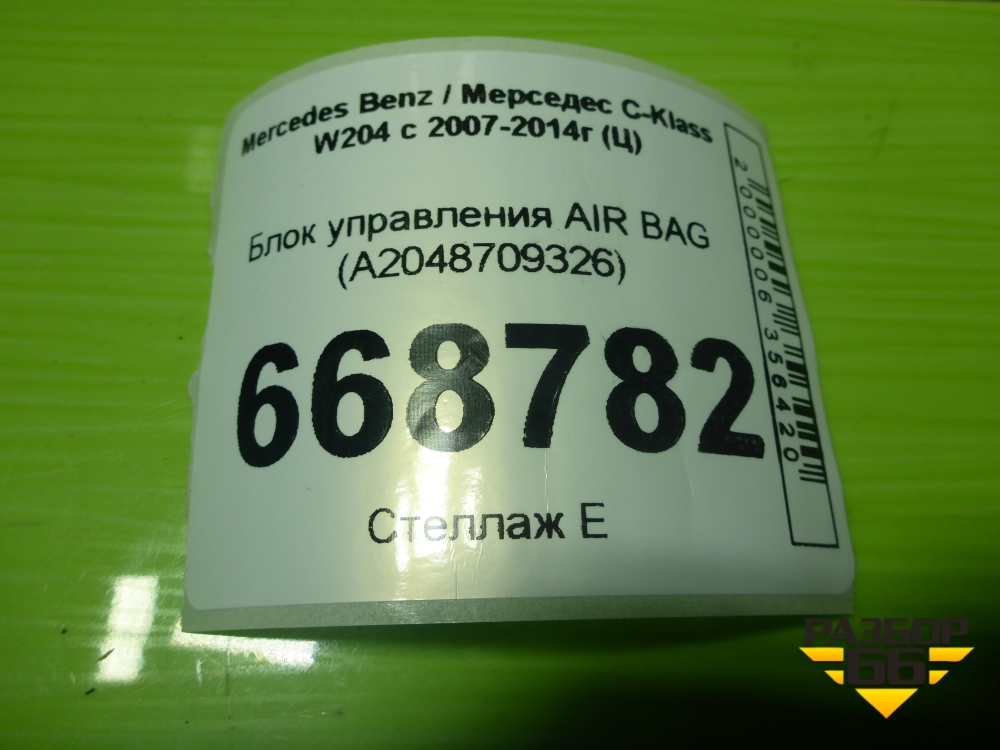 Mercedes Benz / Мерседес C-Klass
W204 с 2007-2014г (Ц)
Блок управления AIR BAG
(A2048709326)
668782
Стеллаж Е
2000006356420
РАЗБОР
66